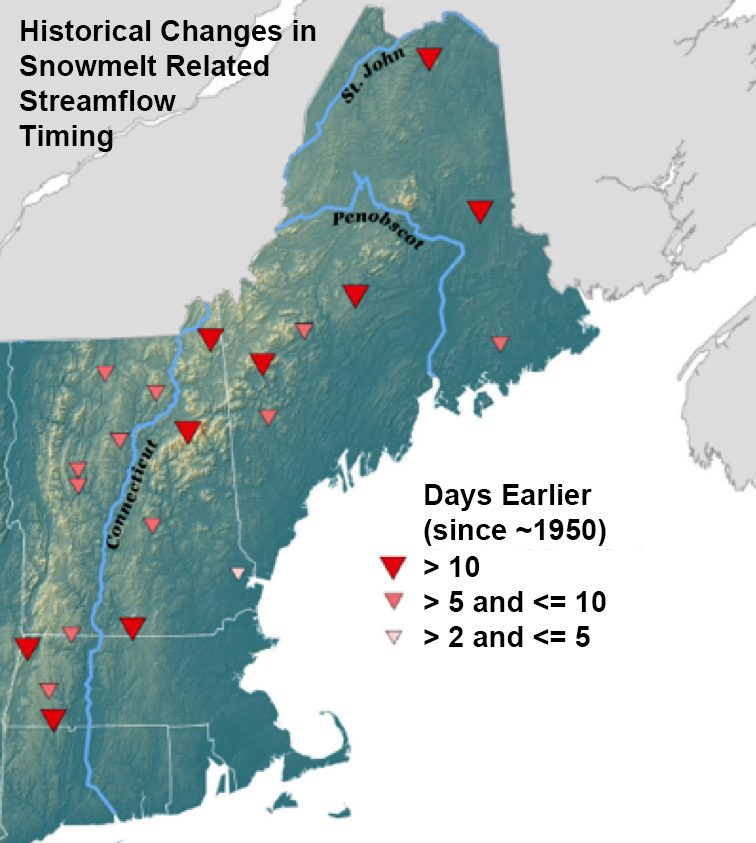 Historical Changes in
Snowmelt Related
Streamflow
Timing
St. John
Penobscot
Connecticut
Days Earlier
(since ~1950)
> 10
> 5 and <= 10
> 2 and <= 5